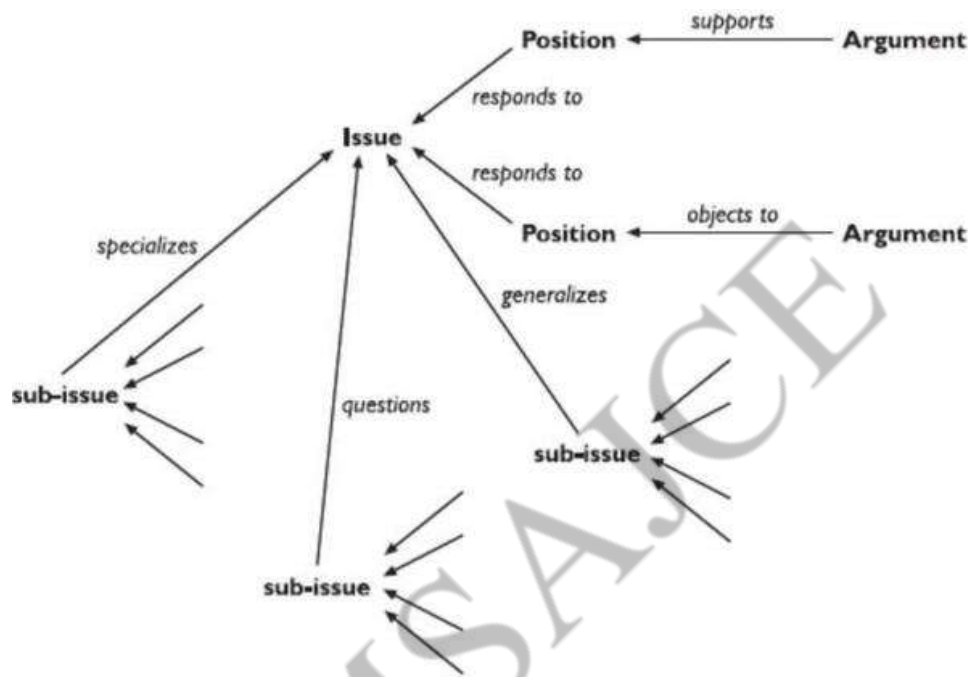 supports
Position
Argument
responds to
Issue
responds to
objects to
Position
Argument
specializes
generalizes
sub-issue
questions
sub-issue
sub-issue
MSAJCE